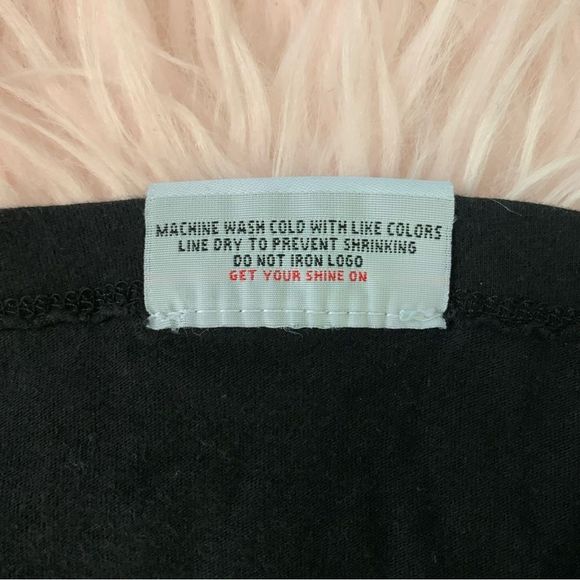 MACHINE WASH COLD WITH LIKE COLORS
LINE DRY TO PREVENT SHRINKING
DO NOT IRON LOGO
GET YOUR SHINE ON